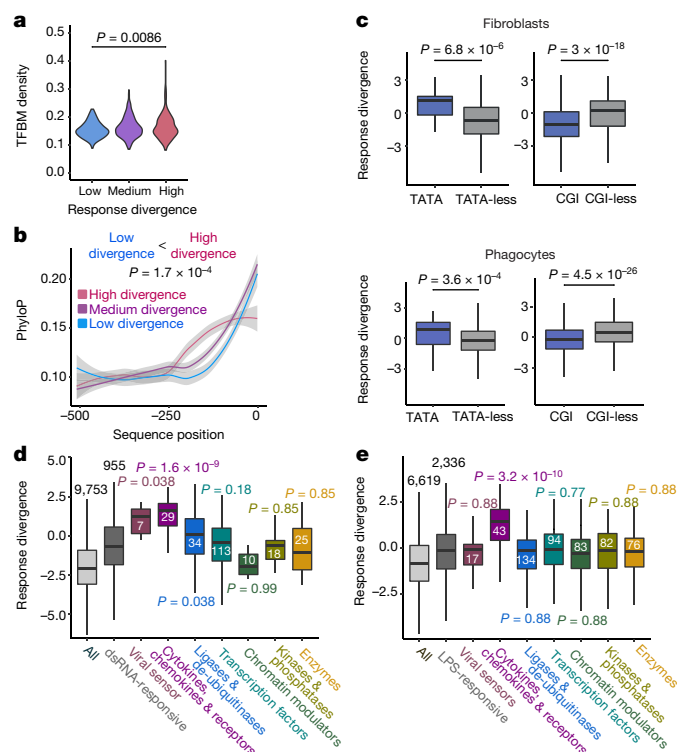 a
0.5
0.4
0.3
0.2
0.1
0.0
TFBM density
P = 0.0086
Low
Medium
High
Response divergence
b
Low divergence < High divergence
P = 1.7 × 10⁻⁴
High divergence
Medium divergence
Low divergence
0.20
0.15
0.10
PhyloP
−500
−250
0
Sequence position
c
Fibroblasts
P = 6.8 × 10⁻⁶
P = 3 × 10⁻¹⁸
Response divergence
3
0
−3
3
0
−3
TATA
TATA-less
CGI
CGI-less
Phagocytes
P = 3.6 × 10⁻⁴
P = 4.5 × 10⁻²⁶
Response divergence
3
0
−3
3
0
−3
TATA
TATA-less
CGI
CGI-less
d
5.0
2.5
0.0
−2.5
−5.0
Response divergence
9,753
955
P = 0.038
P = 1.6 × 10⁻⁹
P = 0.18
P = 0.85
P = 0.85
7
29
34
113
10
18
25
P = 0.038
P = 0.99
All
dsRNA-responsive
Viral sensors
Cytokines,
chemokines & receptors
Ligases &
de-ubiquitinases
Transcription factors
Chromatin modulators
Kinases &
phosphatases
Enzymes
e
2.5
0
−2.5
Response divergence
6,619
2,336
P = 0.88
P = 3.2 × 10⁻¹⁰
P = 0.77
P = 0.88
P = 0.88
17
43
134
94
83
82
76
P = 0.88
P = 0.88
All
LPS-responsive
Viral sensors
Cytokines,
chemokines & receptors
Ligases &
de-ubiquitinases
Transcription factors
Chromatin modulators
Kinases &
phosphatases
Enzymes